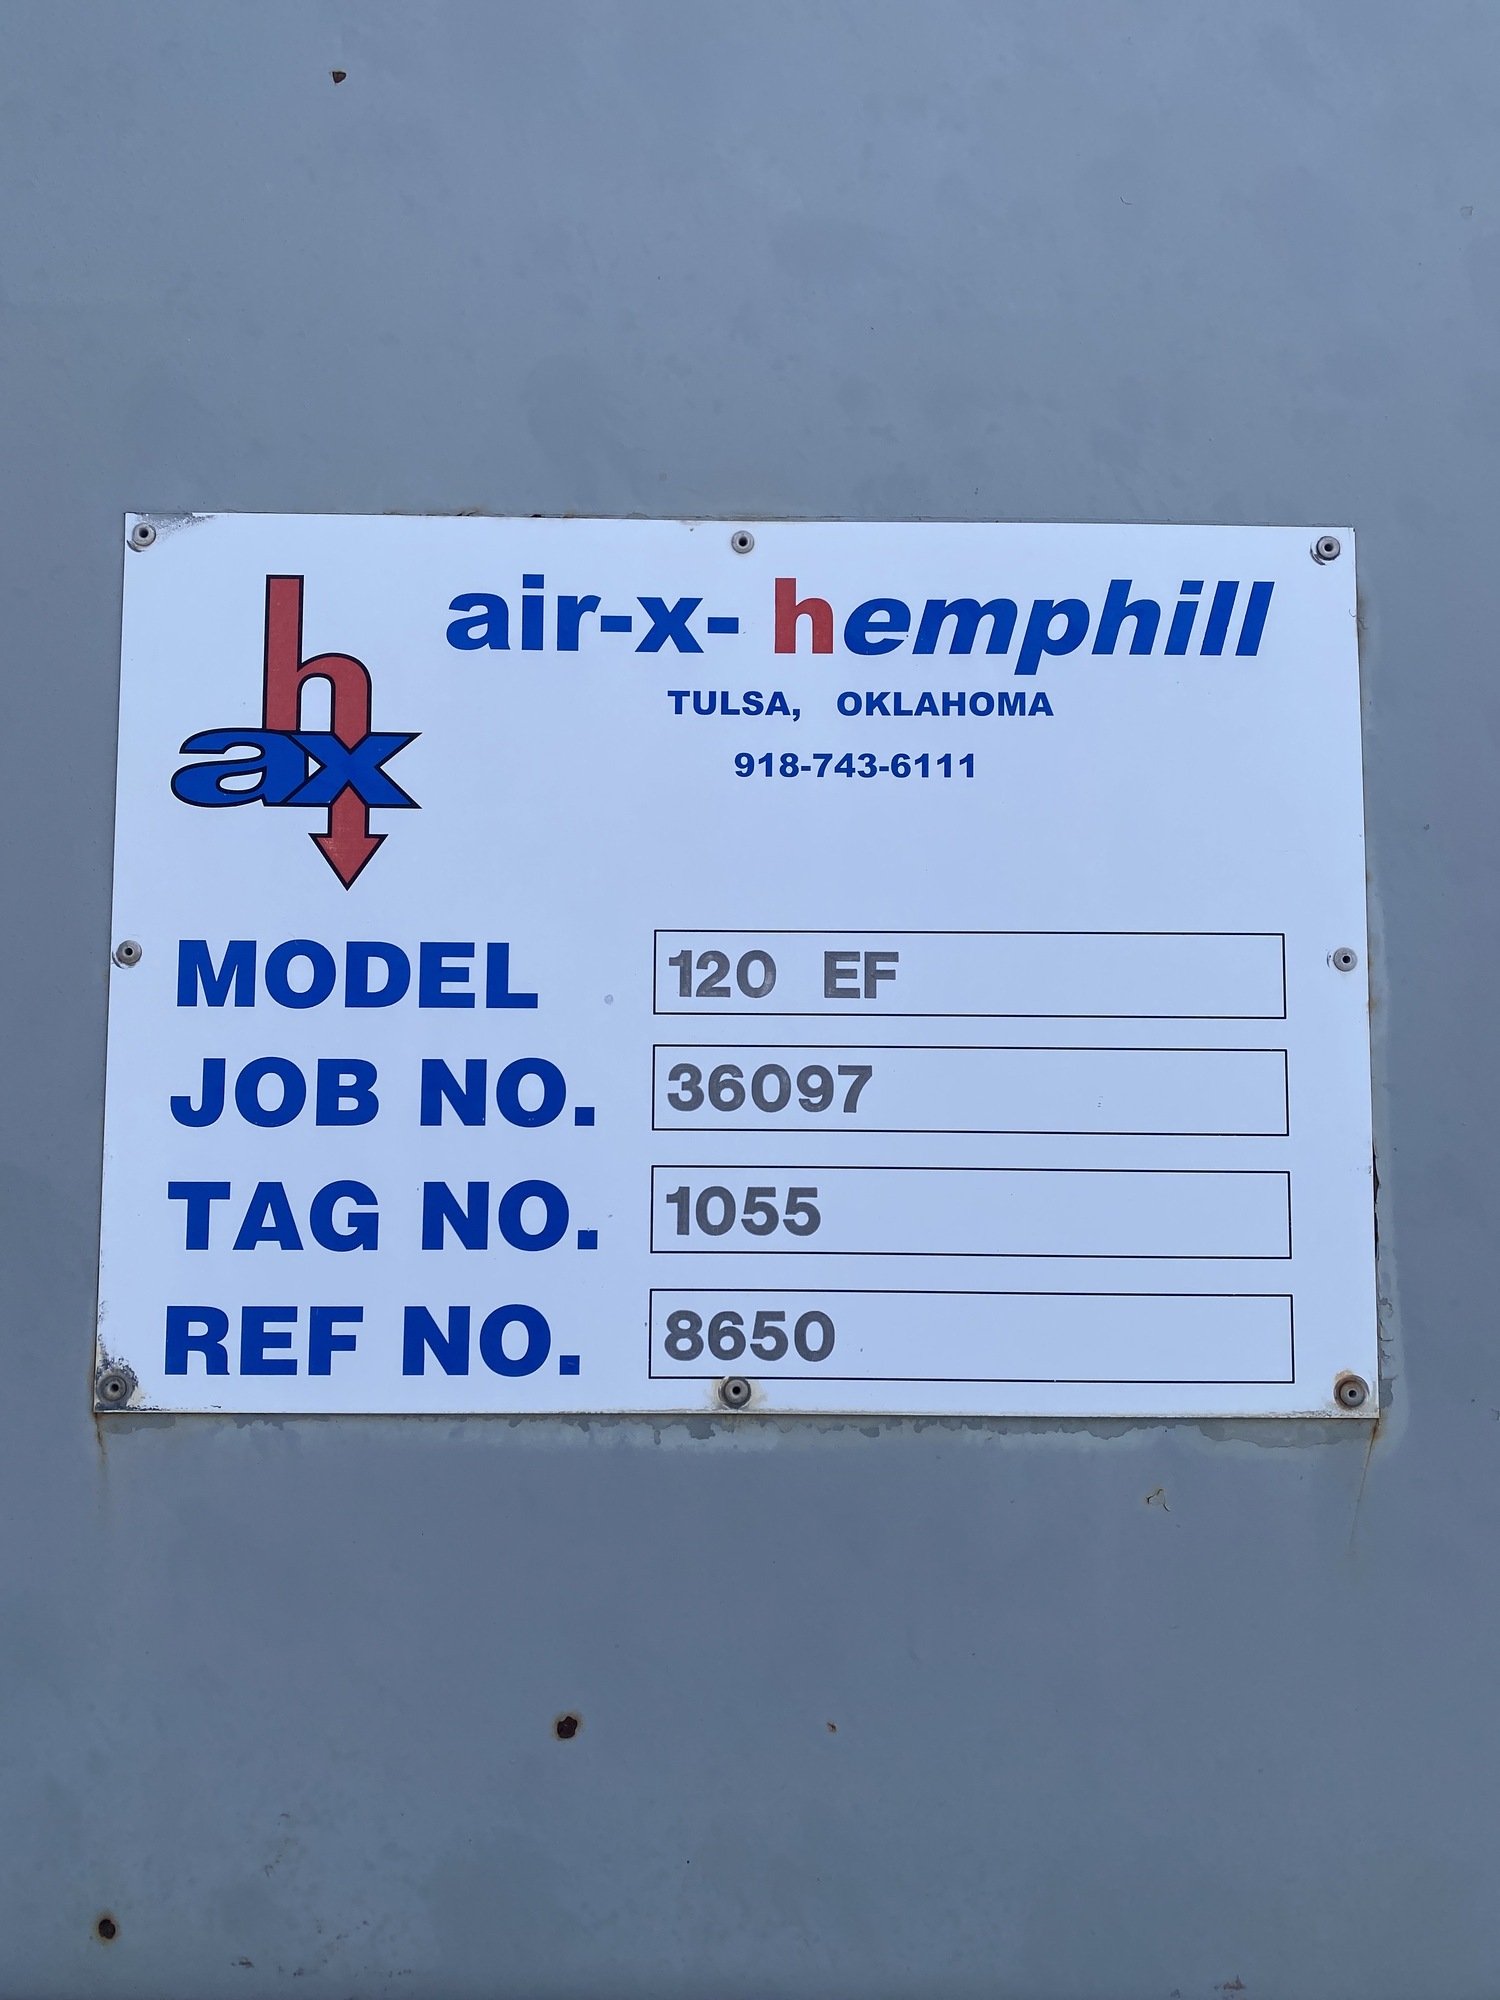 h
ax
air-x- hemphill
TULSA, OKLAHOMA
918-743-6111
MODEL 120 EF
JOB NO. 36097
TAG NO. 1055
REF NO. 8650